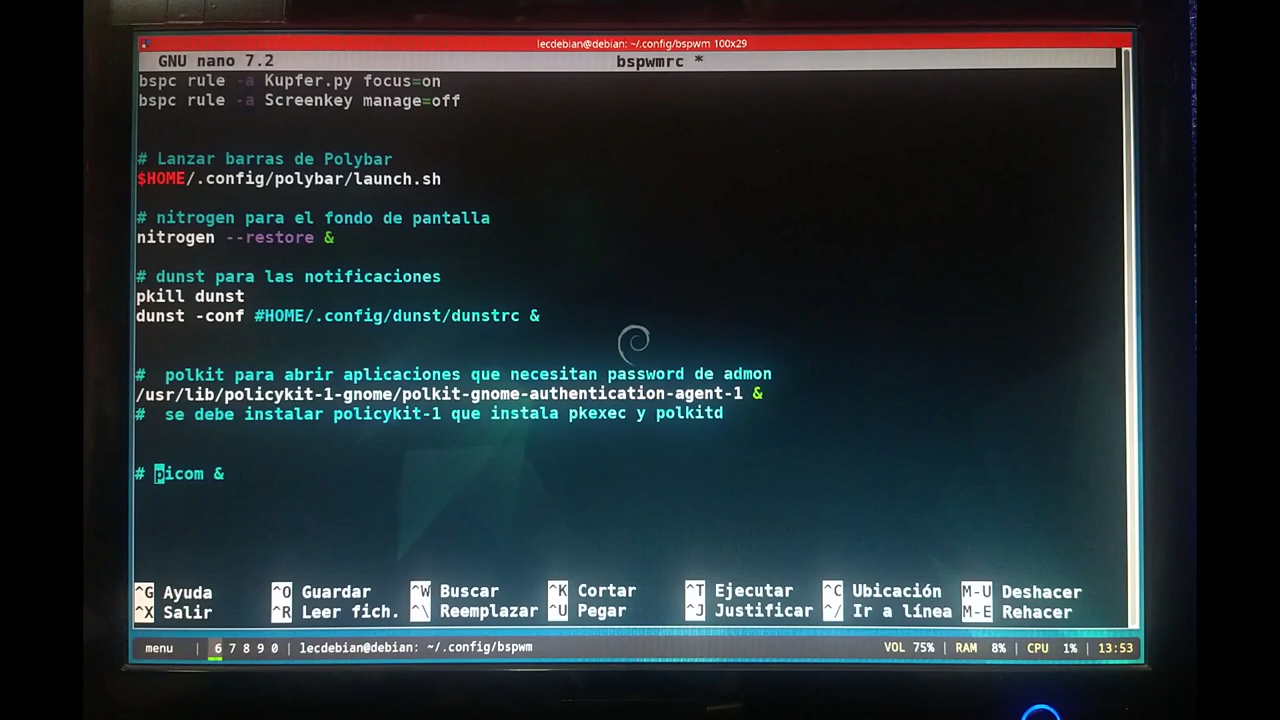 lecdebian@debian: ~/.config/bspwm 100x29
GNU nano 7.2 bspwmrc *
bspc rule -a Kupfer.py focus=on
bspc rule -a Screenkey manage=off
# Lanzar barras de Polybar
$HOME/.config/polybar/launch.sh
# nitrogen para el fondo de pantalla
nitrogen --restore &
# dunst para las notificaciones
pkill dunst
dunst -conf #HOME/.config/dunst/dunstrc &
#  polkit para abrir aplicaciones que necesitan password de admon
/usr/lib/policykit-1-gnome/polkit-gnome-authentication-agent-1 &
#  se debe instalar policykit-1 que instala pkexec y polkitd
# picom &
^G Ayuda ^O Guardar ^W Buscar ^K Cortar ^T Ejecutar ^C Ubicación M-U Deshacer
^X Salir ^R Leer fich. ^\ Reemplazar ^U Pegar ^J Justificar ^/ Ir a línea M-E Rehacer
menu | 6 7 8 9 0 | lecdebian@debian: ~/.config/bspwm VOL 75% | RAM 8% | CPU 1% | 13:53